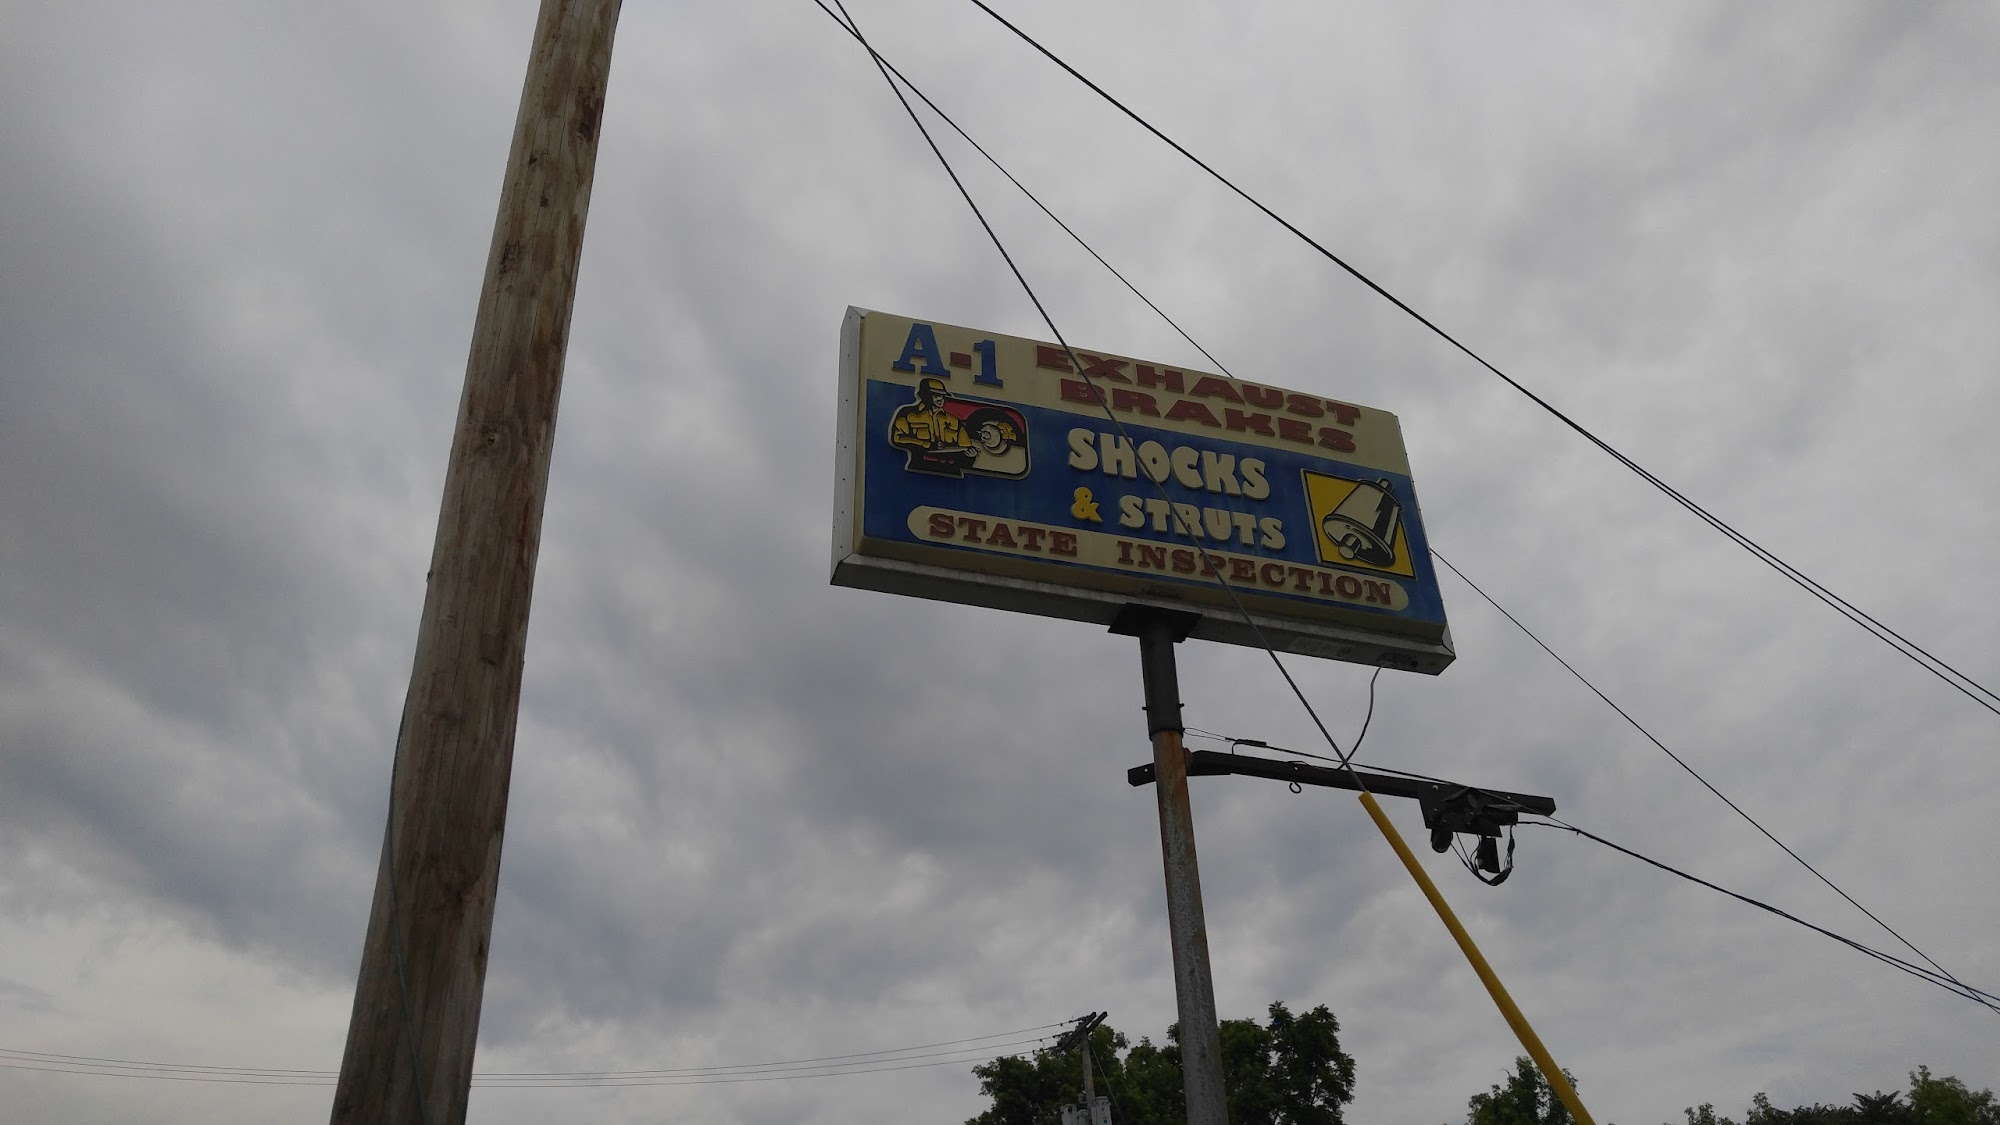 A-1 EXHAUST
BRAKES
SHOCKS
& STRUTS
STATE INSPECTION